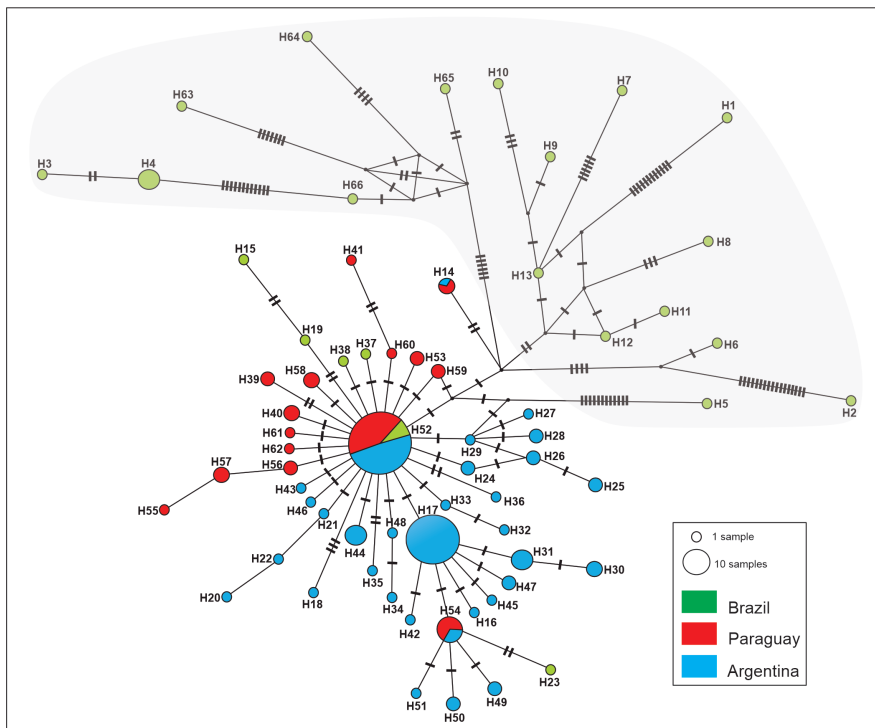 H64
H65
H10
H7
H63
H1
H9
H3
H4
H66
H8
H15
H41
H14
H13
H11
H19
H12
H38
H37
H60
H6
H53
H58
H59
H39
H5
H2
H40
H52
H27
H61
H28
H62
H29
H57
H56
H26
H24
H43
H25
H55
H46
H33
H36
H21
H17
H48
H32
H22
H44
H31
H30
H35
H47
H20
H18
H34
H54
H45
H16
H42
H23
H51
H49
H50
1 sample
10 samples
Brazil
Paraguay
Argentina